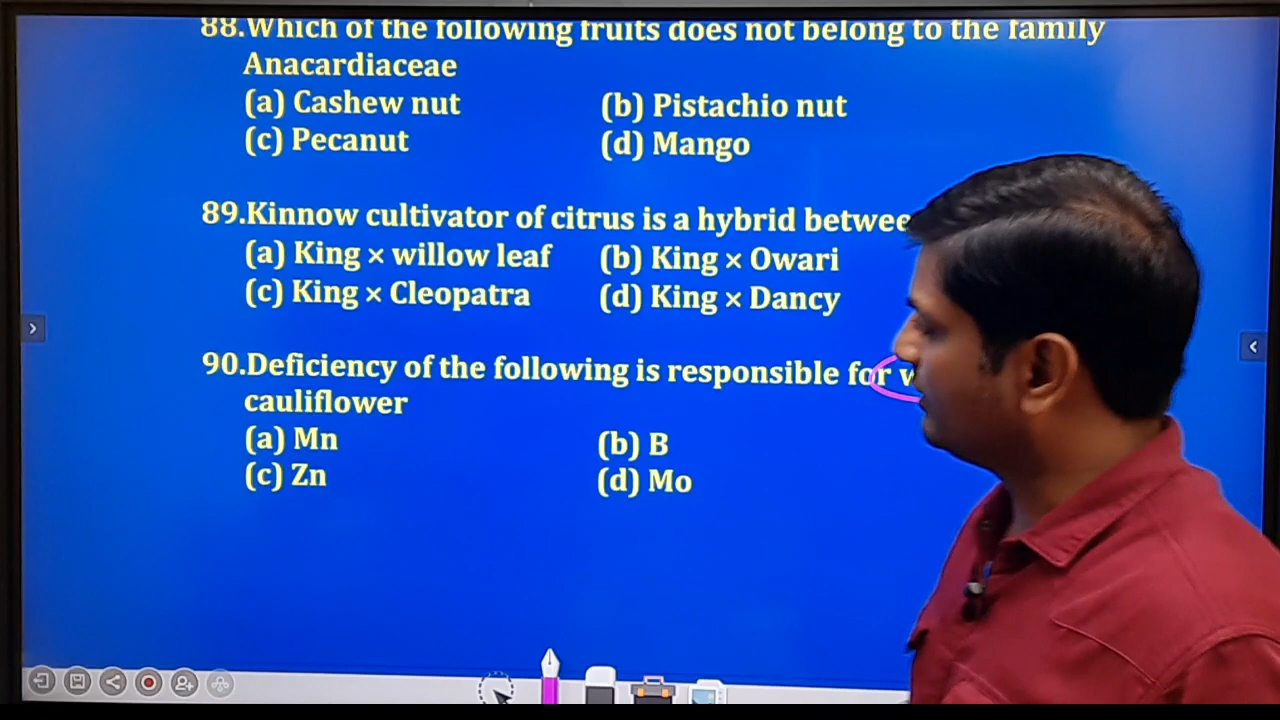 88.Which of the following fruits does not belong to the family
Anacardiaceae
(a) Cashew nut (b) Pistachio nut
(c) Pecanut (d) Mango
89.Kinnow cultivator of citrus is a hybrid betwee
(a) King × willow leaf (b) King × Owari
(c) King × Cleopatra (d) King × Dancy
90.Deficiency of the following is responsible for
cauliflower
(a) Mn (b) B
(c) Zn (d) Mo